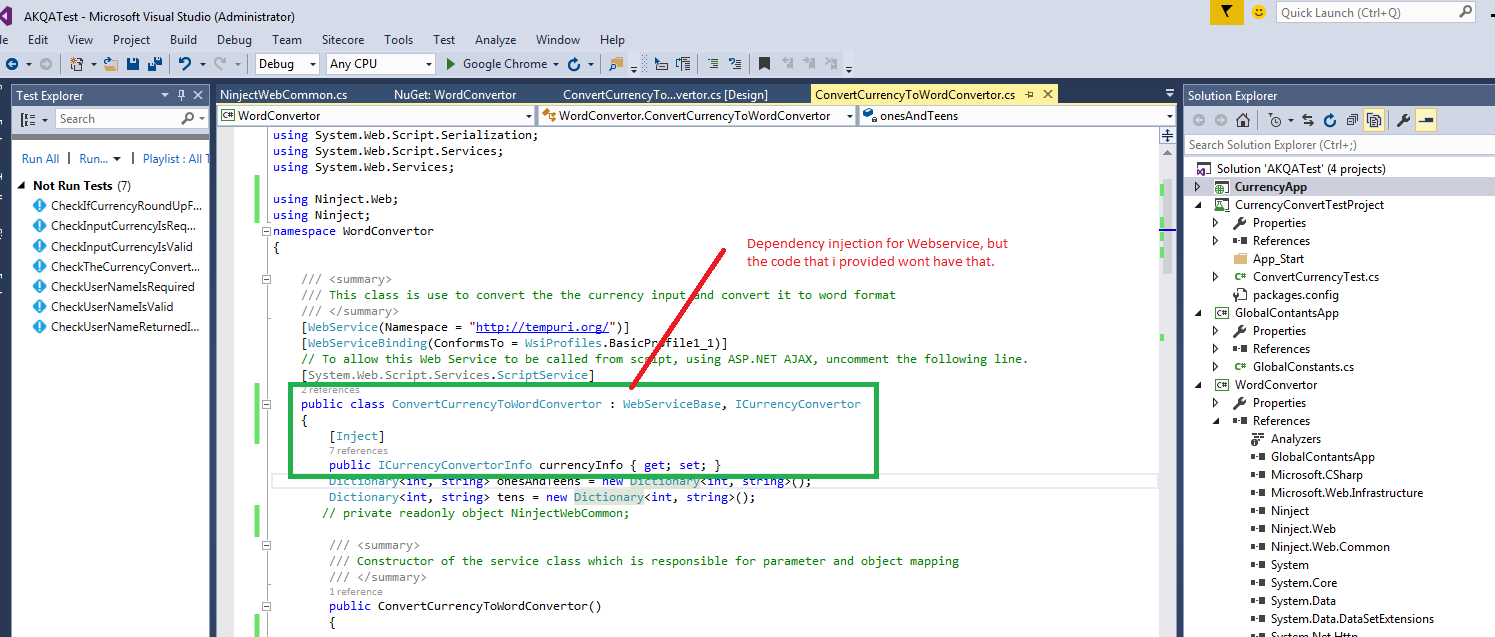 AKQATest - Microsoft Visual Studio (Administrator)
Quick Launch (Ctrl+Q)
Edit View Project Build Debug Team Sitecore Tools Test Analyze Window Help
Debug Any CPU Google Chrome
Test Explorer
Search
Run All | Run... | Playlist : All T
Not Run Tests (7)
CheckIfCurrencyRoundUpF...
CheckInputCurrencyIsReq...
CheckInputCurrencyIsValid
CheckTheCurrencyConvert...
CheckUserNameIsRequired
CheckUserNameIsValid
CheckUserNameReturnedI...
NinjectWebCommon.cs NuGet: WordConvertor ConvertCurrencyTo...vertor.cs [Design] ConvertCurrencyToWordConvertor.cs
C# WordConvertor WordConvertor.ConvertCurrencyToWordConvertor onesAndTeens
using System.Web.Script.Serialization;
using System.Web.Script.Services;
using System.Web.Services;
using Ninject.Web;
using Ninject;
namespace WordConvertor
{
/// <summary>
/// This class is use to convert the the currency input and convert it to word format
/// </summary>
[WebService(Namespace = "http://tempuri.org/")]
[WebServiceBinding(ConformsTo = WsiProfiles.BasicProfile1_1)]
// To allow this Web Service to be called from script, using ASP.NET AJAX, uncomment the following line.
[System.Web.Script.Services.ScriptService]
2 references
public class ConvertCurrencyToWordConvertor : WebServiceBase, ICurrencyConvertor
{
[Inject]
7 references
public ICurrencyConvertorInfo currencyInfo { get; set; }
Dictionary<int, string> onesAndTeens = new Dictionary<int, string>();
Dictionary<int, string> tens = new Dictionary<int, string>();
// private readonly object NinjectWebCommon;
/// <summary>
/// Constructor of the service class which is responsible for parameter and object mapping
/// </summary>
1 reference
public ConvertCurrencyToWordConvertor()
{
Dependency injection for Webservice, but
the code that i provided wont have that.
Solution Explorer
Search Solution Explorer (Ctrl+;)
Solution 'AKQATest' (4 projects)
CurrencyApp
CurrencyConvertTestProject
Properties
References
App_Start
C# ConvertCurrencyTest.cs
packages.config
C# GlobalContantsApp
Properties
References
C# GlobalConstants.cs
C# WordConvertor
Properties
References
Analyzers
GlobalContantsApp
Microsoft.CSharp
Microsoft.Web.Infrastructure
Ninject
Ninject.Web
Ninject.Web.Common
System
System.Core
System.Data
System.Data.DataSetExtensions
System.Net.Http